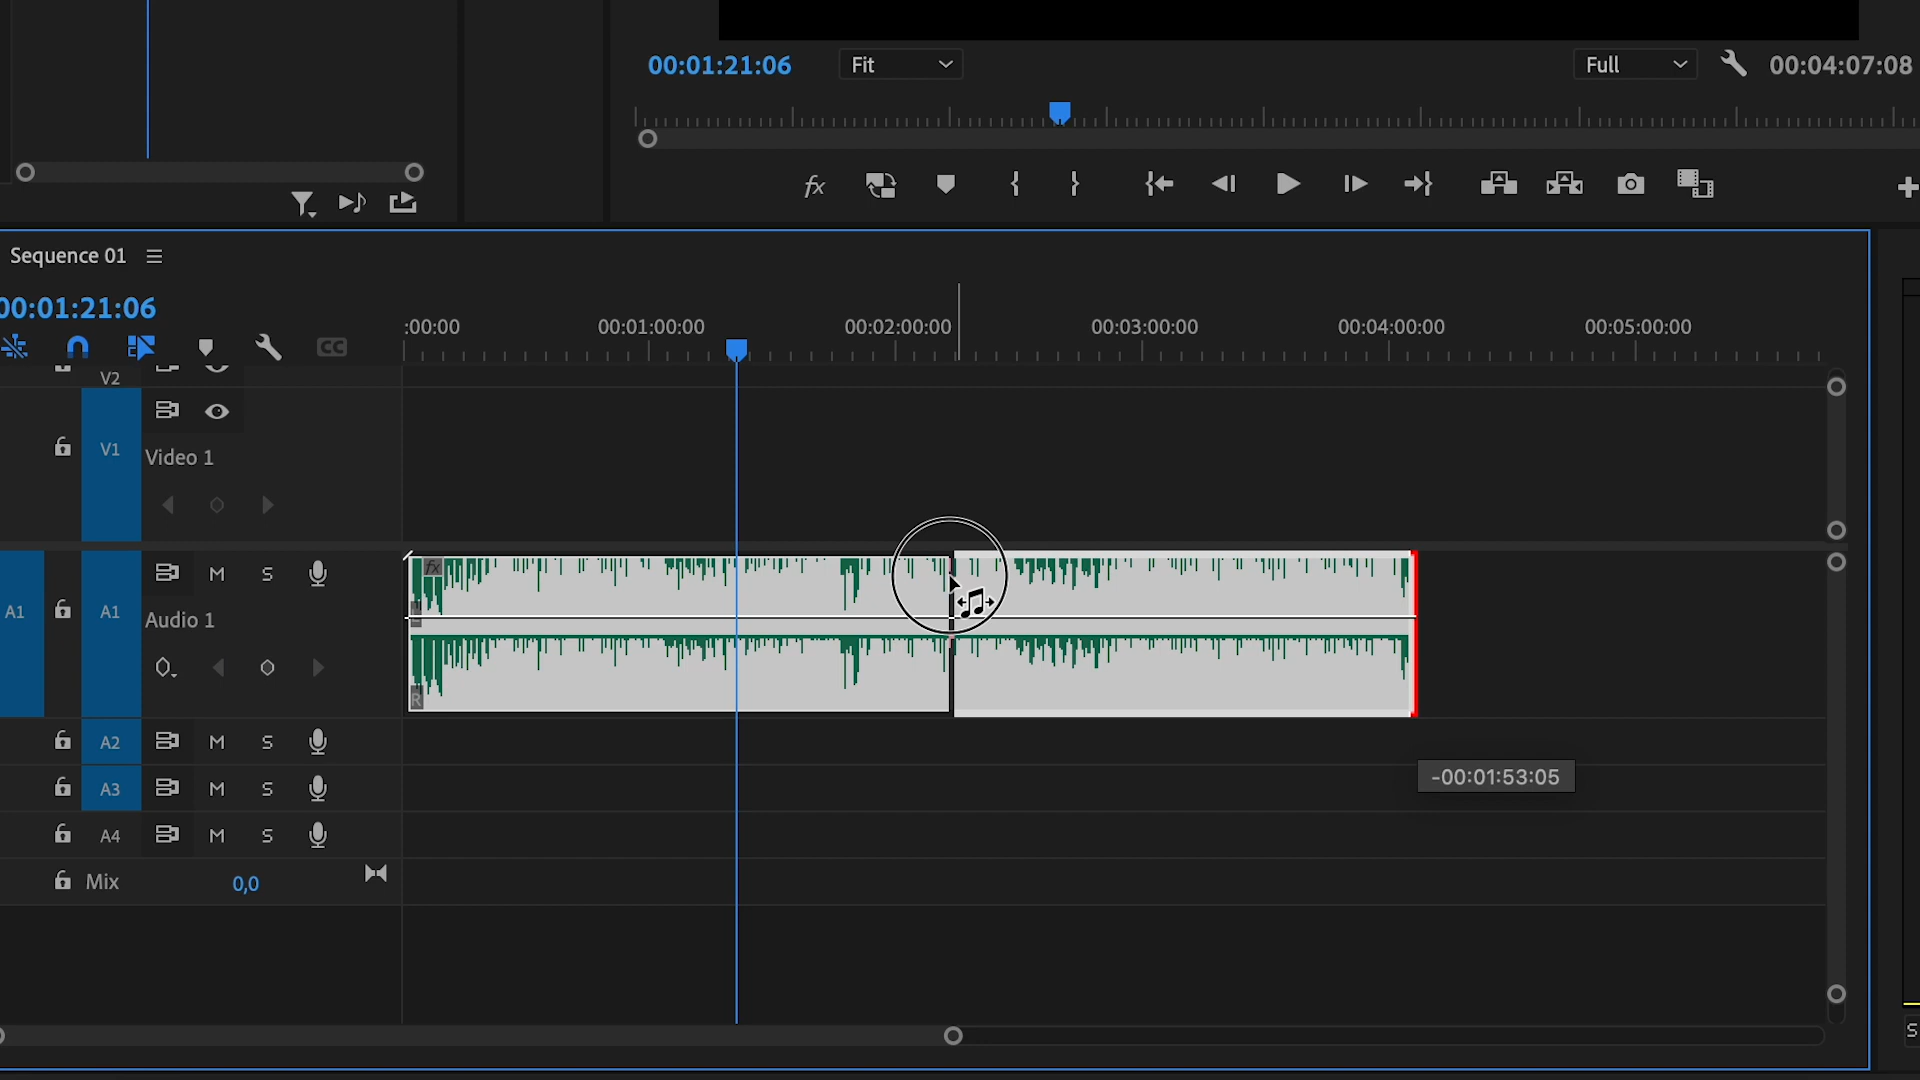 00:01:21:06
Fit
Full
00:04:07:08
fx
Sequence 01
00:01:21:06
:00:00
00:01:00:00
00:02:00:00
00:03:00:00
00:04:00:00
00:05:00:00
CC
V2
V1
Video 1
fx
A1
A1
M
S
Audio 1
L
R
A2
M
S
-00:01:53:05
A3
M
S
A4
M
S
Mix
0,0
S